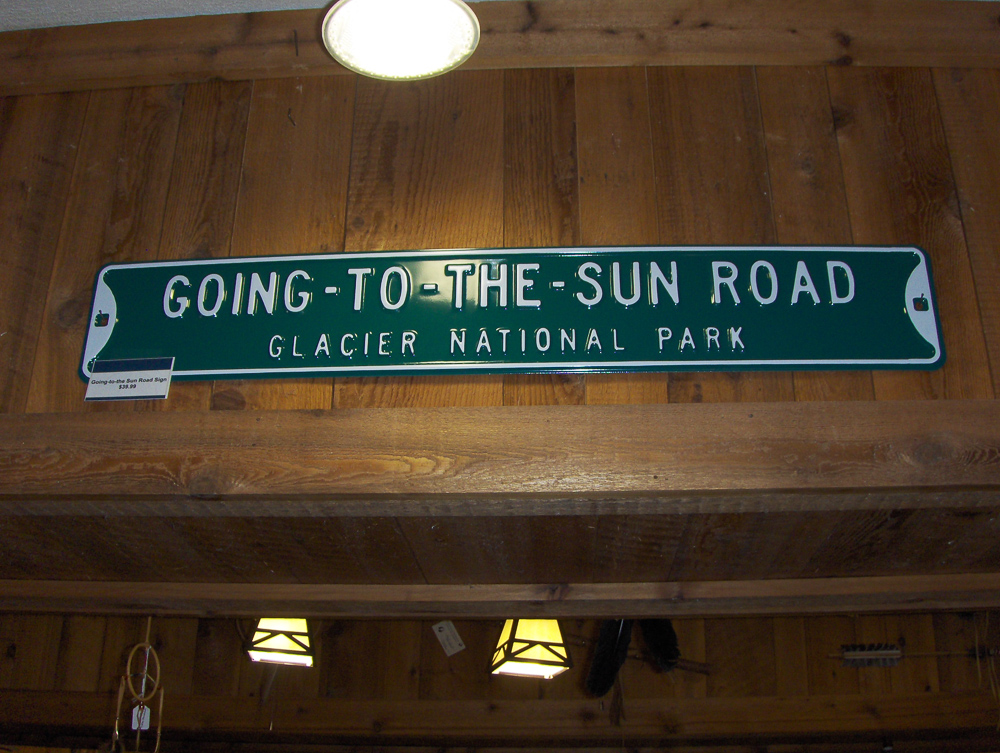 GOING-TO-THE-SUN ROAD
GLACIER NATIONAL PARK
Going-to-the Sun Road Sign
$39.99